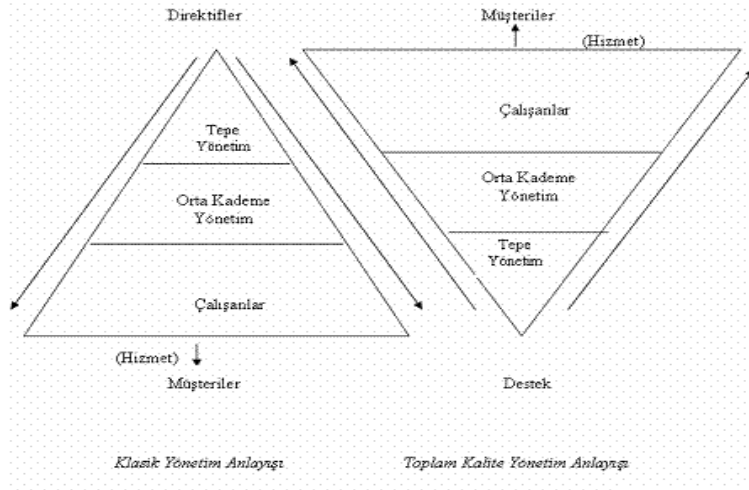 Direktifler
Tepe
Yönetim
Orta Kademe
Yönetim
Çalışanlar
(Hizmet)
Müşteriler
Klasik Yönetim Anlayışı
Müşteriler
(Hizmet)
Çalışanlar
Orta Kademe
Yönetim
Tepe
Yönetim
Destek
Toplam Kalite Yönetim Anlayışı